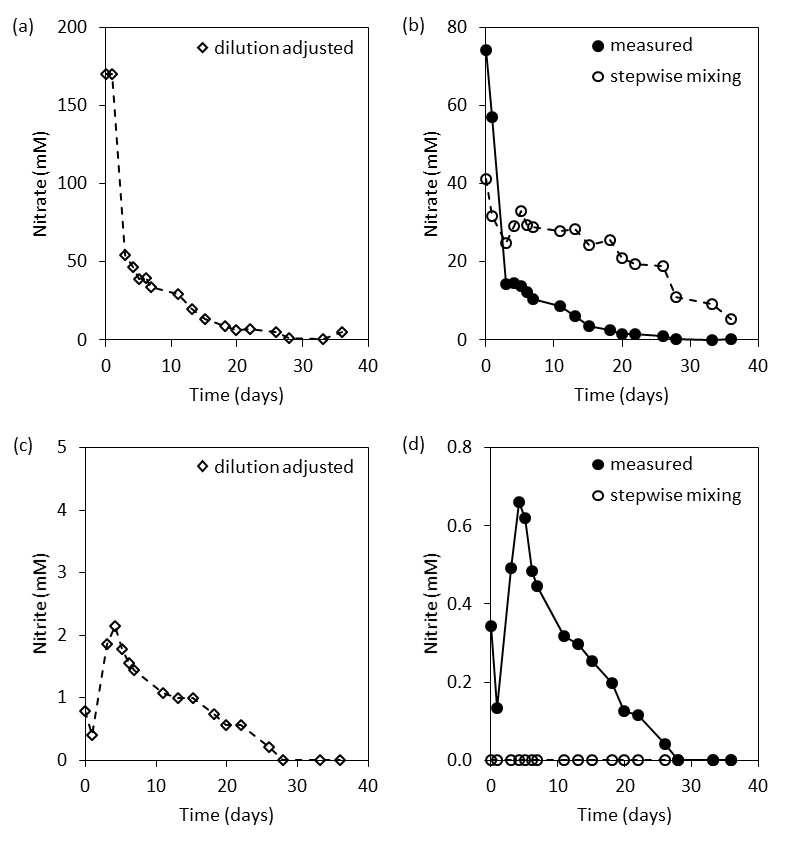 (a)
200
150
100
50
0
Nitrate (mM)
dilution adjusted
0 10 20 30 40
Time (days)
(b)
80
60
40
20
0
Nitrate (mM)
measured
stepwise mixing
0 10 20 30 40
Time (days)
(c)
5
4
3
2
1
0
Nitrite (mM)
dilution adjusted
0 10 20 30 40
Time (days)
(d)
0.8
0.6
0.4
0.2
0.0
Nitrite (mM)
measured
stepwise mixing
0 10 20 30 40
Time (days)